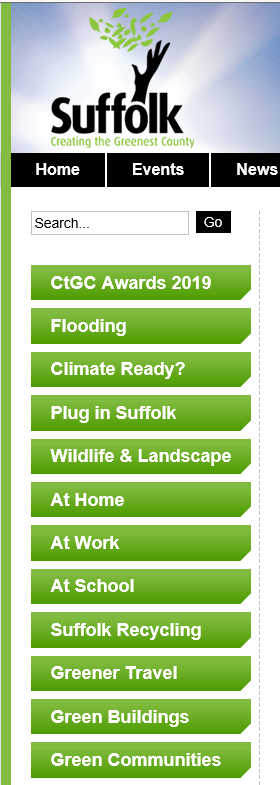 Suffolk
Creating the Greenest County
Home Events News
Search... Go
CtGC Awards 2019
Flooding
Climate Ready?
Plug in Suffolk
Wildlife & Landscape
At Home
At Work
At School
Suffolk Recycling
Greener Travel
Green Buildings
Green Communities